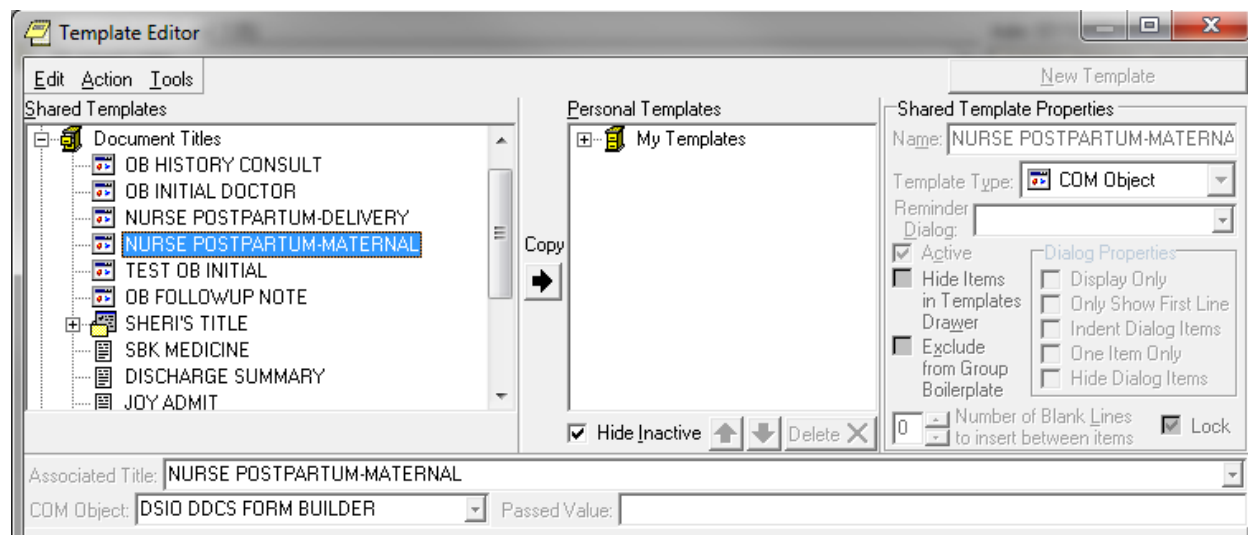 Template Editor
Edit Action Tools
New Template
Shared Templates
Document Titles
OB HISTORY CONSULT
OB INITIAL DOCTOR
NURSE POSTPARTUM-DELIVERY
NURSE POSTPARTUM-MATERNAL
TEST OB INITIAL
OB FOLLOWUP NOTE
SHERI'S TITLE
SBK MEDICINE
DISCHARGE SUMMARY
JOY ADMIT
Copy
Personal Templates
My Templates
Hide Inactive
Delete
Shared Template Properties
Name: NURSE POSTPARTUM-MATERNA
Template Type: COM Object
Reminder
Dialog:
Active
Hide Items
in Templates
Drawer
Exclude
from Group
Boilerplate
Dialog Properties
Display Only
Only Show First Line
Indent Dialog Items
One Item Only
Hide Dialog Items
0 Number of Blank Lines
to insert between items
Lock
Associated Title: NURSE POSTPARTUM-MATERNAL
COM Object: DSIO DDCS FORM BUILDER
Passed Value: